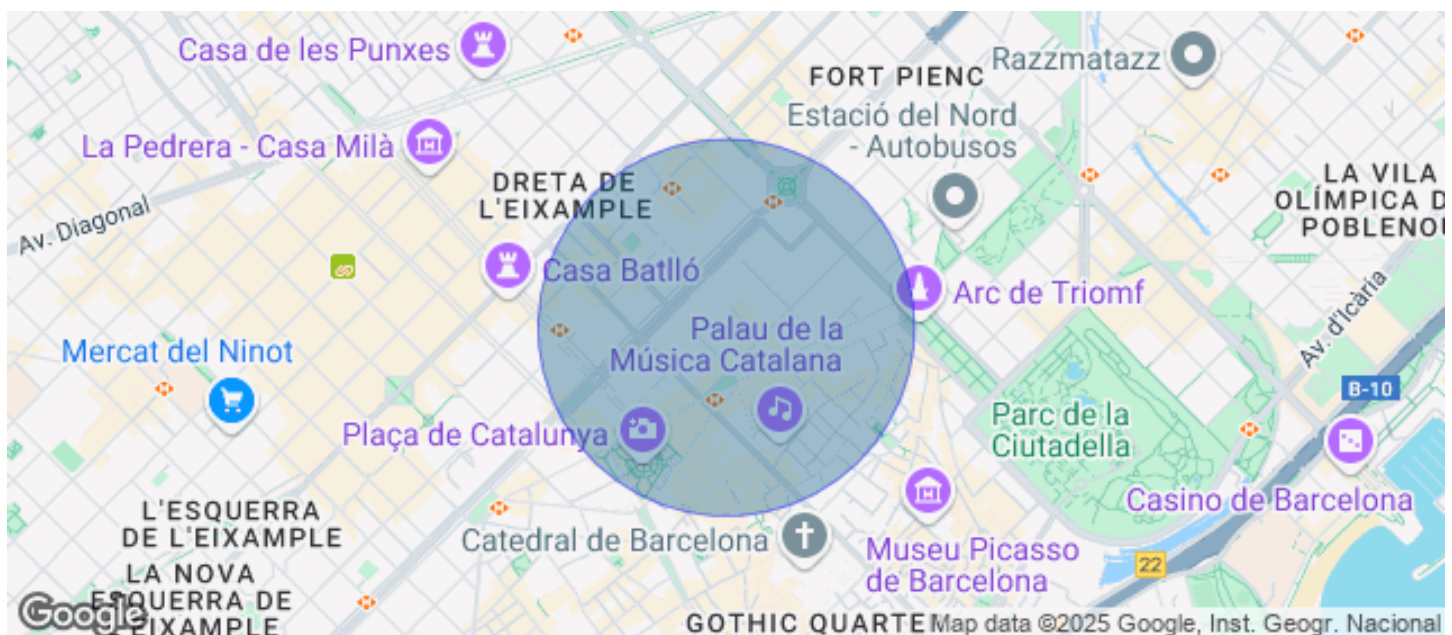 Casa de les Punxes
Razzmatazz
FORT PIENC
Estació del Nord
- Autobusos
La Pedrera - Casa Milà
DRETA DE
L'EIXAMPLE
LA VILA
OLÍMPICA D
POBLENOU
Av. Diagonal
Casa Batlló
Arc de Triomf
Av. d'Icària
Palau de la
Música Catalana
Mercat del Ninot
B-10
Plaça de Catalunya
Parc de la
Ciutadella
Casino de Barcelona
L'ESQUERRA
DE L'EIXAMPLE
Catedral de Barcelona
Museu Picasso
de Barcelona
22
LA NOVA
ESQUERRA DE
L'EIXAMPLE
Google
GOTHIC QUARTE
Map data ©2025 Google, Inst. Geogr. Nacional